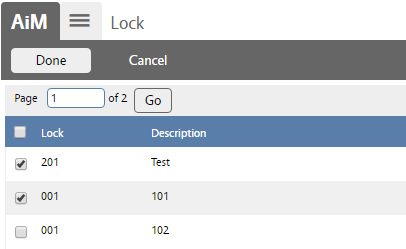 AiM Lock
Done Cancel
Page 1 of 2 Go
Lock Description
201 Test
001 101
001 102